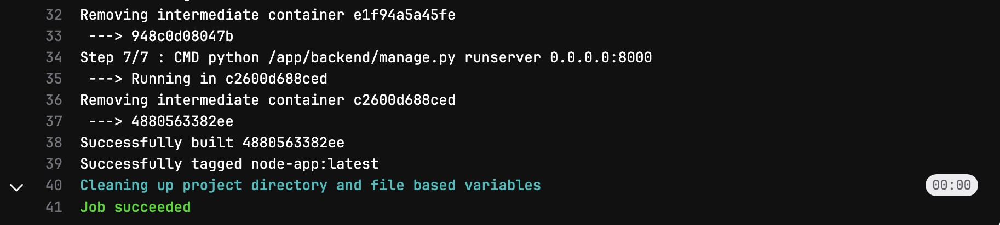 32 Removing intermediate container e1f94a5a45fe
33 ---> 948c0d08047b
34 Step 7/7 : CMD python /app/backend/manage.py runserver 0.0.0.0:8000
35 ---> Running in c2600d688ced
36 Removing intermediate container c2600d688ced
37 ---> 4880563382ee
38 Successfully built 4880563382ee
39 Successfully tagged node-app:latest
40 Cleaning up project directory and file based variables 00:00
41 Job succeeded